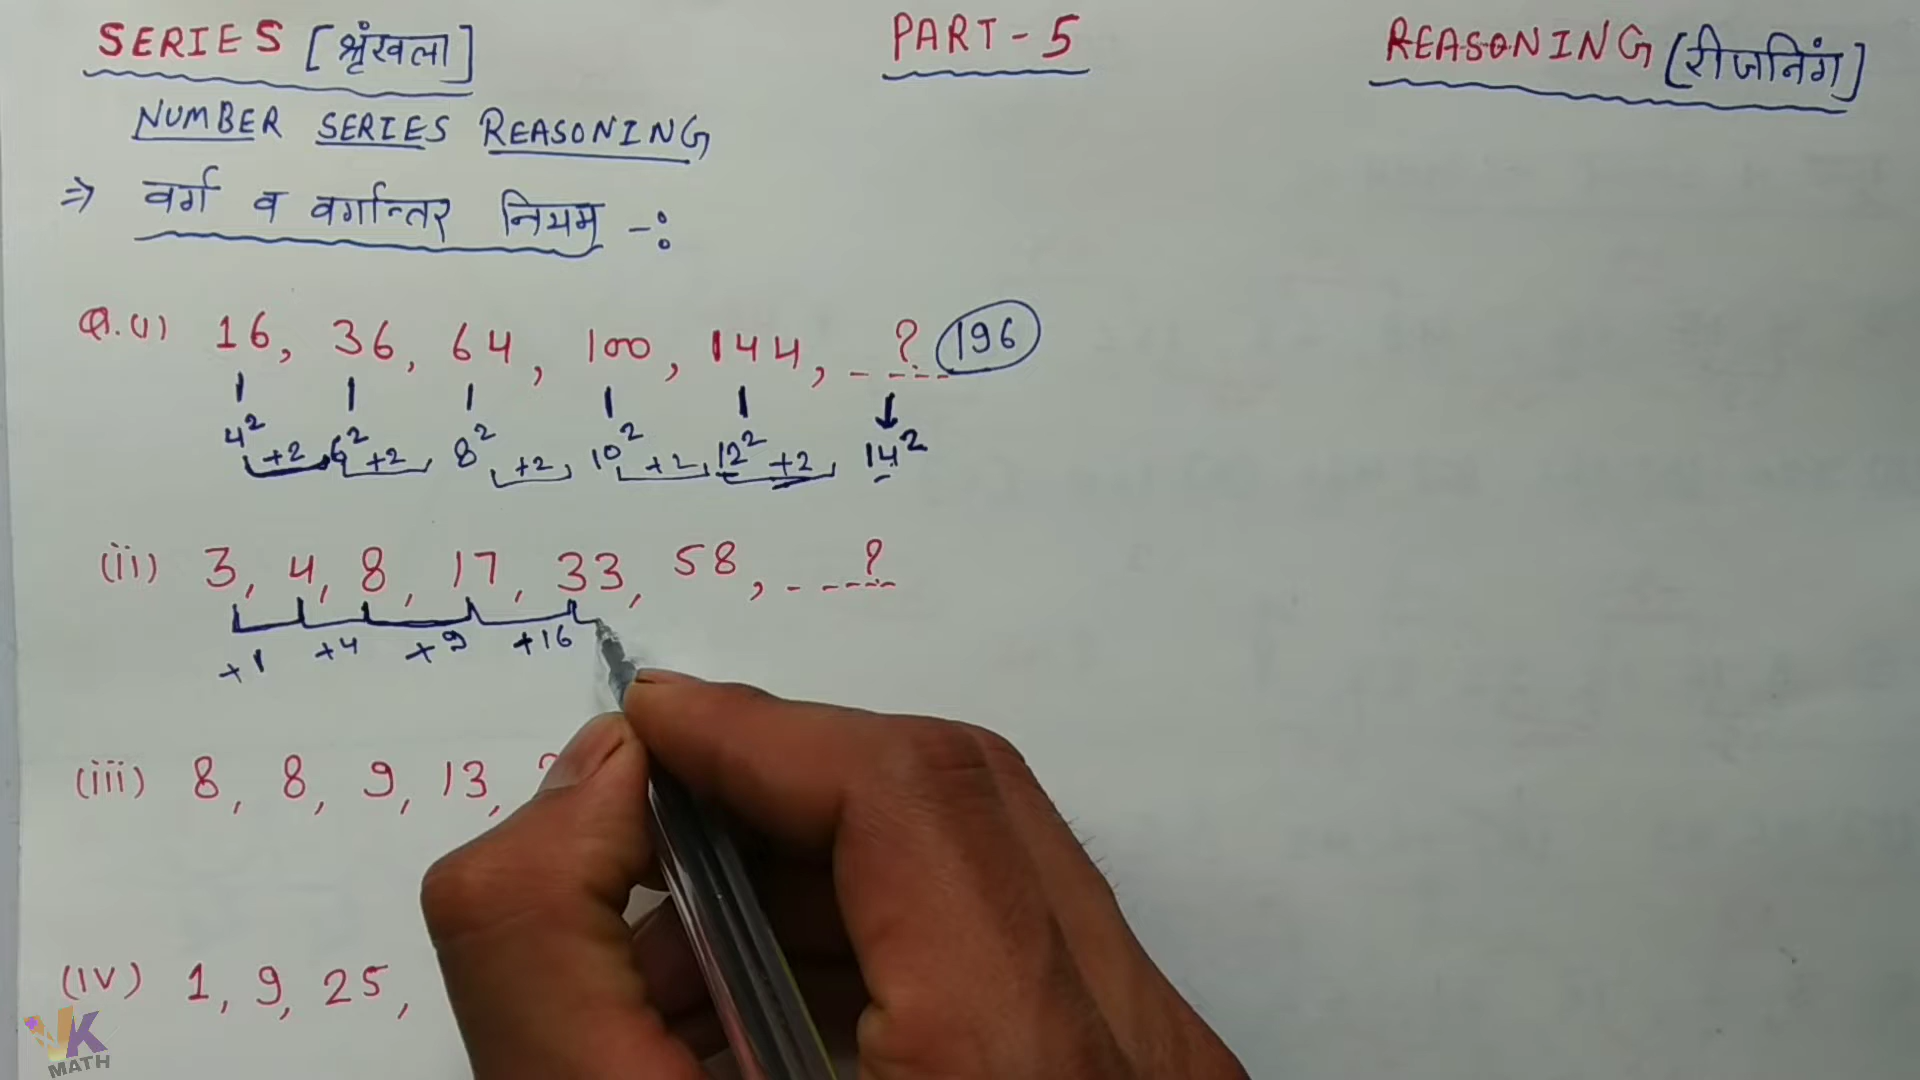 SERIES [श्रृंखला]
PART-5
REASONING [रीजनिंग]
NUMBER SERIES REASONING
⇒ वर्ग व वर्गान्तर नियम -:
Q.(i) 16, 36, 64, 100, 144, ----? 196
4² 6² 8² 10² 12² 14²
+2 +2 +2 +2 +2
(ii) 3, 4, 8, 17, 33, 58, ----?
+1 +4 +9 +16
(iii) 8, 8, 9, 13,
(iv) 1, 9, 25,
VK
MATH